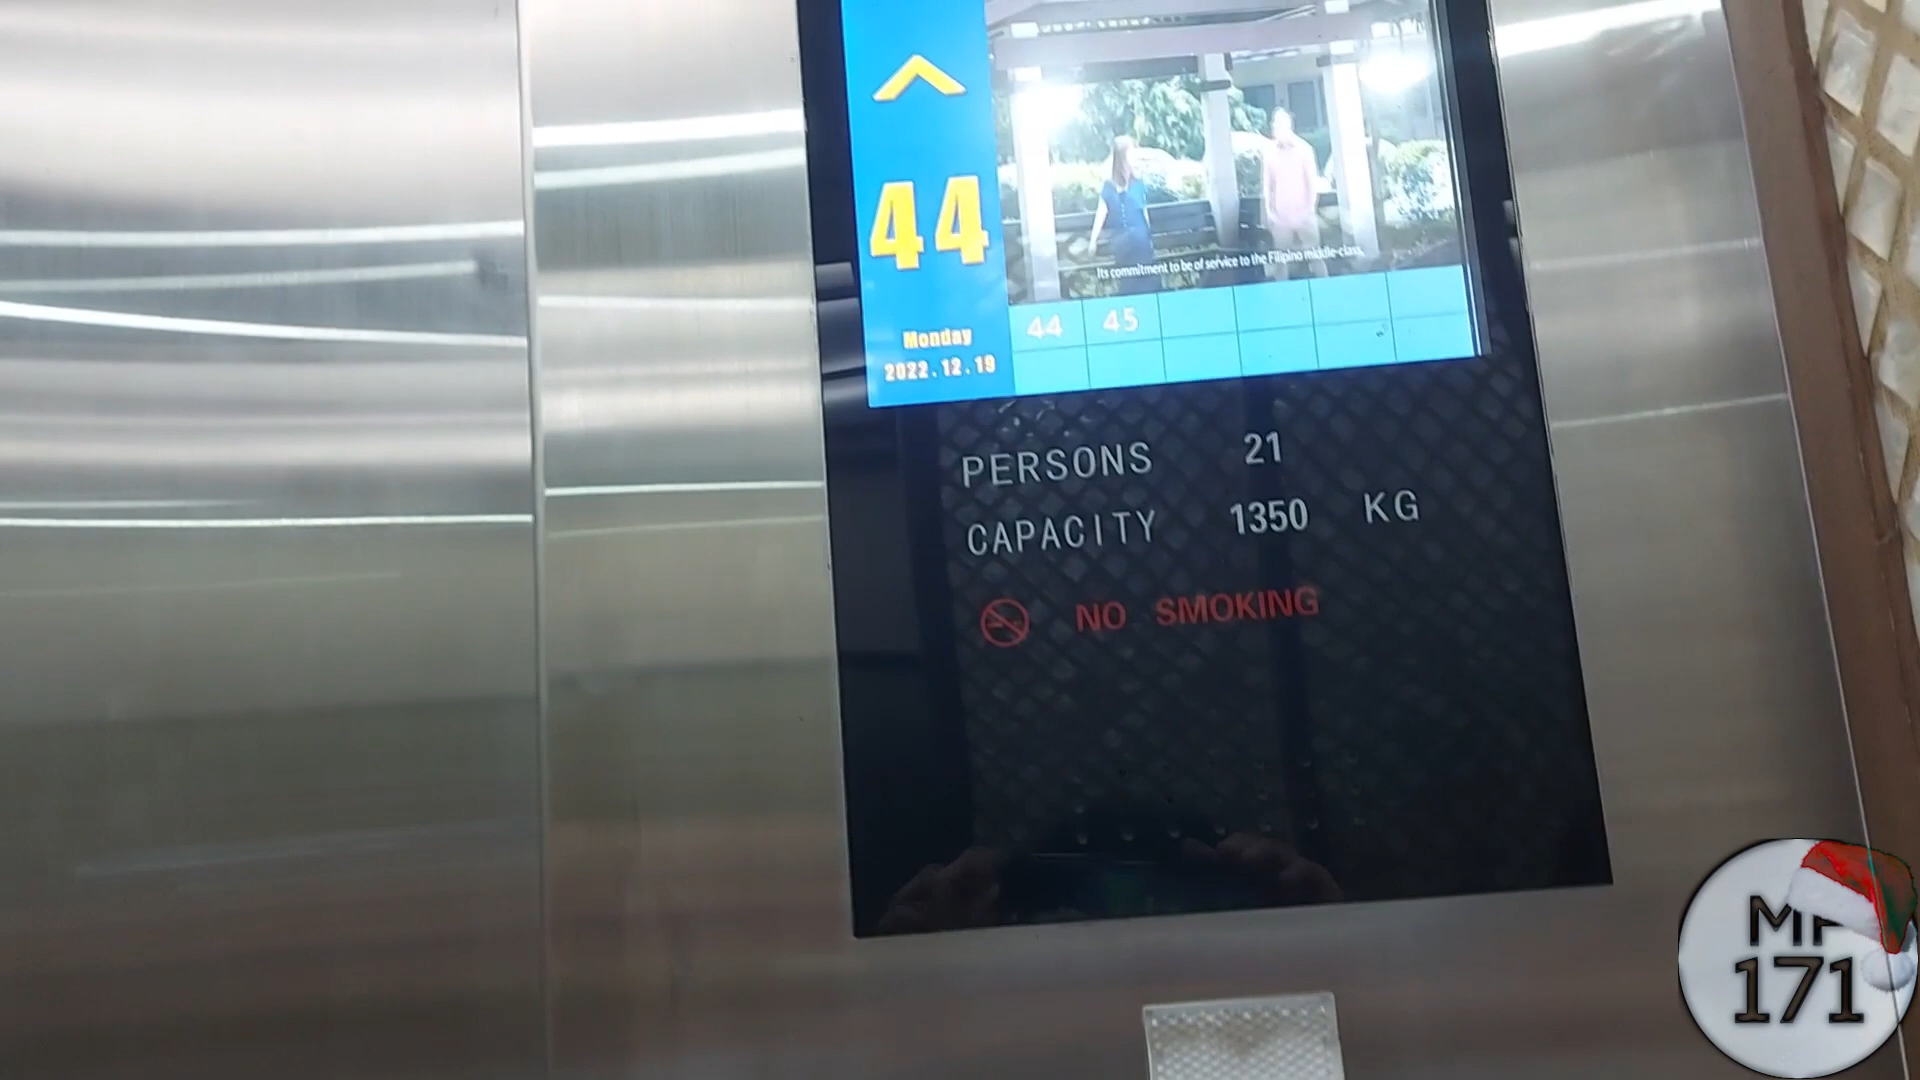 44
Its commitment to be of service to the Filipino middle-class,
44 45
Monday
2022.12.19
PERSONS 21
CAPACITY 1350 KG
NO SMOKING
171